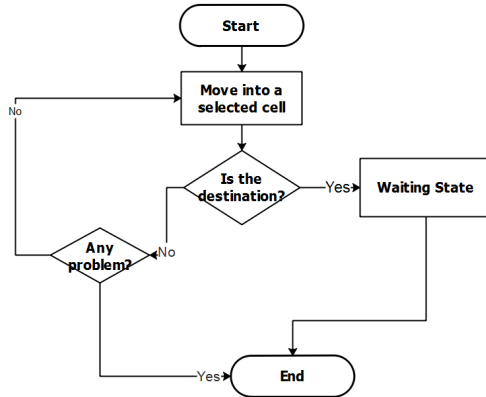 Start
Move into a
selected cell
No
Is the
destination?
Yes
Waiting State
Any
problem?
No
Yes
End